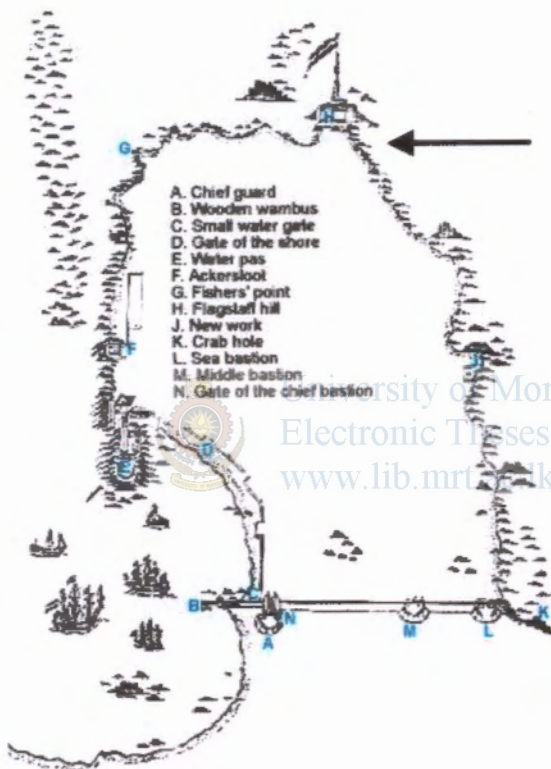 H
G
A. Chief guard
B. Wooden wambus
C. Small water gate
D. Gate of the shore
E. Water pas
F. Ackersloot
G. Fishers' point
H. Flagstaff hill
J. New work
K. Crab hole
L. Sea bastion
M. Middle bastion
N. Gate of the chief bastion
F
J
University of Mor
Electronic Theses
www.lib.mrt.ac.lk
D
E
C
B
N
A
M
L
K